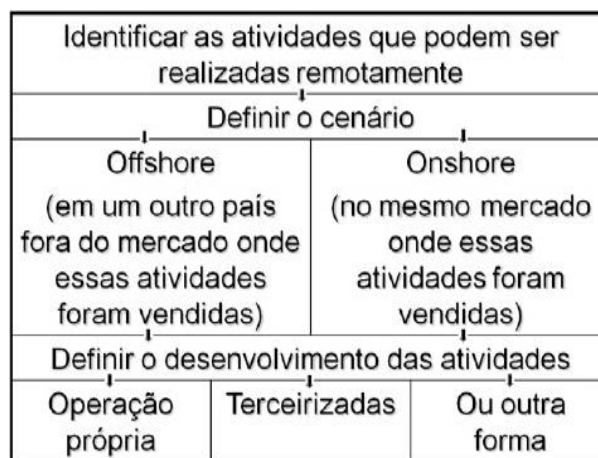 Identificar as atividades que podem ser
realizadas remotamente
Definir o cenário
Offshore
(em um outro país
fora do mercado onde
essas atividades
foram vendidas)
Onshore
(no mesmo mercado
onde essas
atividades foram
vendidas)
Definir o desenvolvimento das atividades
Operação
própria
Terceirizadas
Ou outra
forma